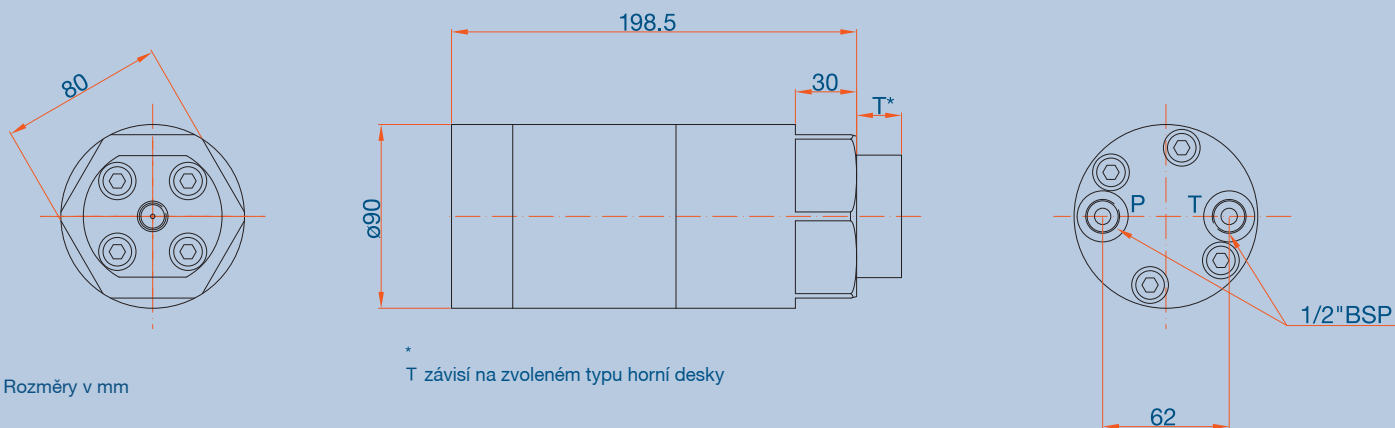 198.5
80
30
T*
ø90
P
T
1/2"BSP
*
T závisí na zvoleném typu horní desky
Rozměry v mm
62